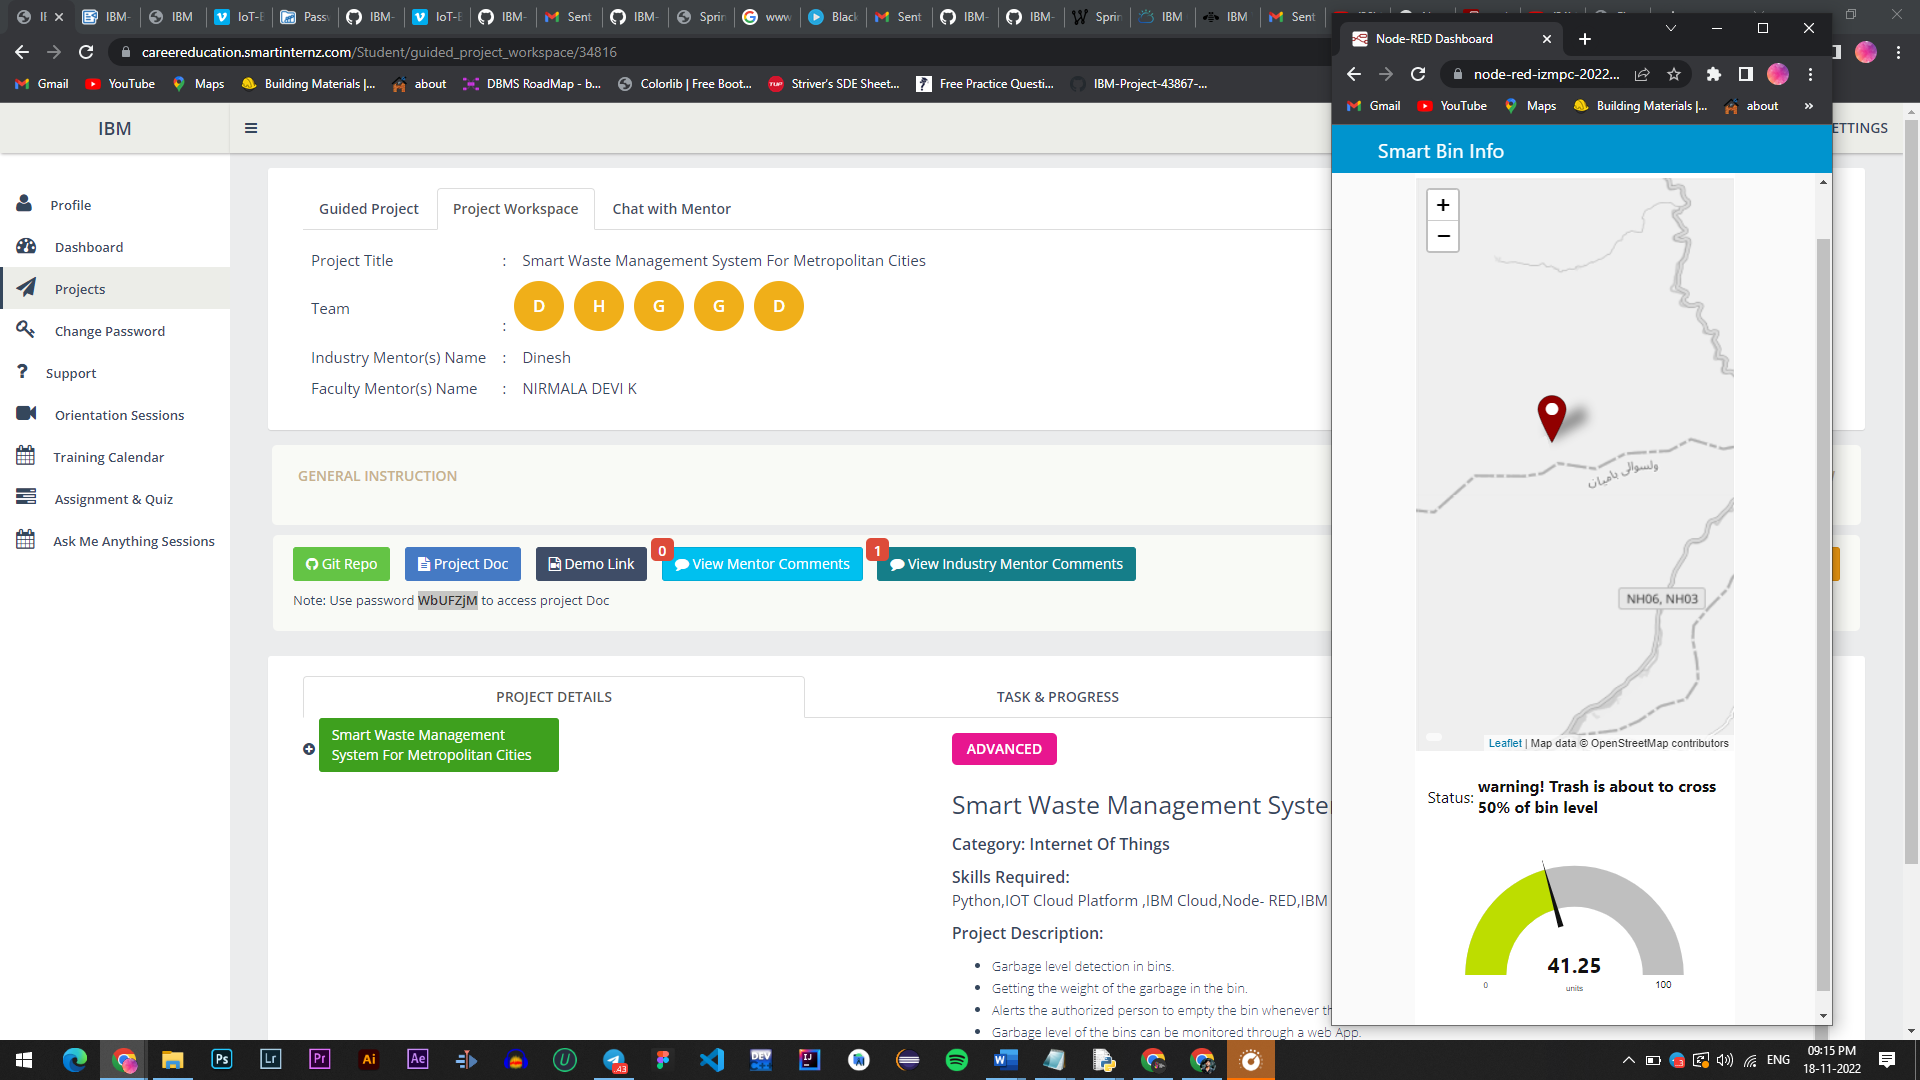 IE
IBM-
IBM
IoT-E
Passv
IBM-
IoT-E
IBM-
Sent
IBM-
Sprin
www
Black
Sent
IBM-
IBM-
Sprin
IBM
IBM
Sent
careereducation.smartinternz.com/Student/guided_project_workspace/34816
Gmail
YouTube
Maps
Building Materials |...
about
DBMS RoadMap - b...
Colorlib | Free Boot...
Striver's SDE Sheet...
Free Practice Questi...
IBM-Project-43867-...
IBM
ETTINGS
Profile
Dashboard
Projects
Change Password
Support
Orientation Sessions
Training Calendar
Assignment & Quiz
Ask Me Anything Sessions
Guided Project
Project Workspace
Chat with Mentor
Project Title : Smart Waste Management System For Metropolitan Cities
Team : D H G G D
Industry Mentor(s) Name : Dinesh
Faculty Mentor(s) Name : NIRMALA DEVI K
GENERAL INSTRUCTION
Git Repo
Project Doc
Demo Link
0
View Mentor Comments
1
View Industry Mentor Comments
Note: Use password WbUFZjM to access project Doc
PROJECT DETAILS
TASK & PROGRESS
Smart Waste Management
System For Metropolitan Cities
ADVANCED
Smart Waste Management Syste
Category: Internet Of Things
Skills Required:
Python,IOT Cloud Platform ,IBM Cloud,Node- RED,IBM
Project Description:
Garbage level detection in bins.
Getting the weight of the garbage in the bin.
Alerts the authorized person to empty the bin whenever th
Garbage level of the bins can be monitored through a web App.
Node-RED Dashboard
node-red-izmpc-2022...
Gmail
YouTube
Maps
Building Materials |...
about
»
Smart Bin Info
+
−
ولسوالی بامیان
NH06, NH03
Leaflet | Map data © OpenStreetMap contributors
Status: warning! Trash is about to cross
50% of bin level
41.25
units
0
100
Ps
Lr
Pr
Ai
Ae
43
DEV
IJ
W
ENG
09:15 PM
18-11-2022